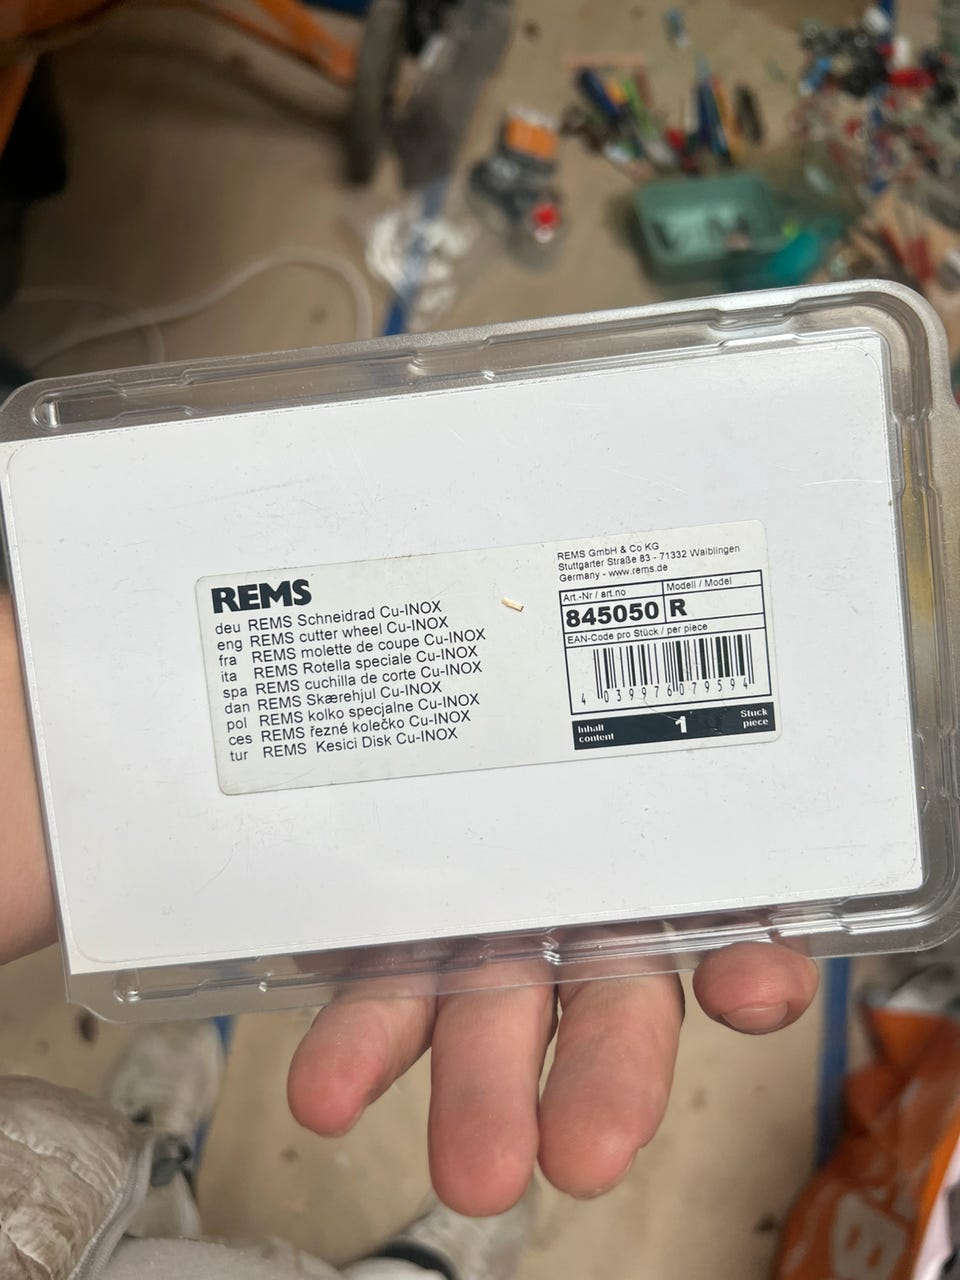 REMS
deu REMS Schneidrad Cu-INOX
eng REMS cutter wheel Cu-INOX
fra REMS molette de coupe Cu-INOX
ita REMS Rotella speciale Cu-INOX
spa REMS cuchilla de corte Cu-INOX
dan REMS Skærehjul Cu-INOX
pol REMS kolko specjalne Cu-INOX
ces REMS řezné kolečko Cu-INOX
tur REMS Kesici Disk Cu-INOX
REMS GmbH & Co KG
Stuttgarter Straße 83 - 71332 Waiblingen
Germany - www.rems.de
Art.-Nr / art.no
Modell / Model
845050 R
EAN-Code pro Stück / per piece
4 039976 079594
Inhall
content
1
Stuck
piece